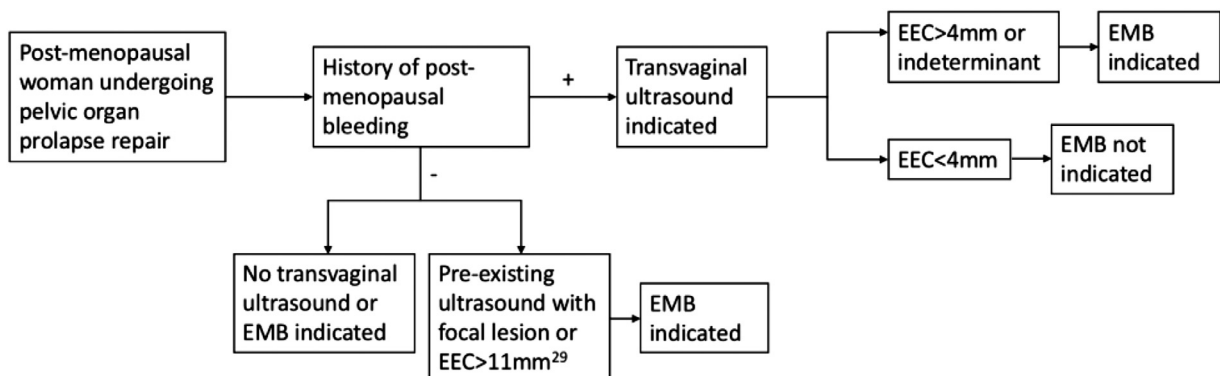 Post-menopausal
woman undergoing
pelvic organ
prolapse repair
History of post-
menopausal
bleeding
+
Transvaginal
ultrasound
indicated
EEC>4mm or
indeterminant
EMB
indicated
EEC<4mm
EMB not
indicated
-
No transvaginal
ultrasound or
EMB indicated
Pre-existing
ultrasound with
focal lesion or
EEC>11mm²⁹
EMB
indicated